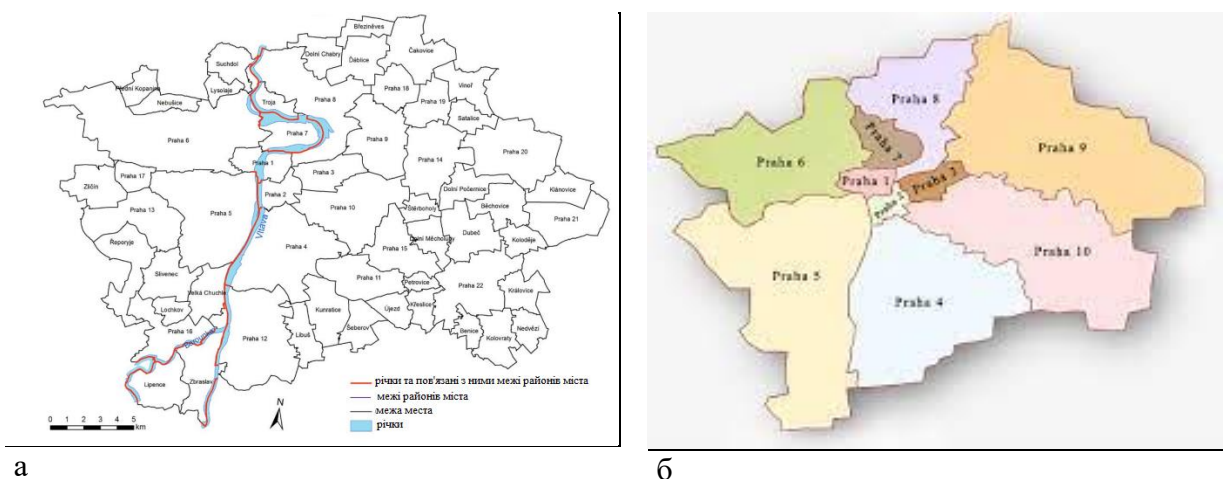 Březiněves
Dolní Chabry
Čakovice
Suchdol
Ďáblice
Přední Kopanina
Lysolaje
Praha 18
Vinoř
Nebušice
Troja
Praha 8
Praha 19
Satalice
Praha 6
Praha 7
Praha 9
Praha 20
Praha 1
Praha 14
Praha 17
Praha 3
Dolní Počernice
Klánovice
Zličín
Praha 2
Běchovice
Praha 13
Praha 5
Praha 10
Štěrboholy
Praha 21
Vltava
Dubeč
Řeporyje
Praha 4
Praha 15
Dolní Měcholupy
Koloděje
Slivenec
Praha 11
Petrovice
Velká Chuchle
Praha 22
Královice
Lochkov
Kunratice
Újezd
Křeslice
Praha 16
Libuš
Šeberov
Nedvězí
Praha 12
Benice
Kolovraty
Lipence
Zbraslav
річки та пов'язані з ними межі районів міста
межі районів міста
межа места
річки
N
0 1 2 3 4 5
km
а
Praha 8
Praha 7
Praha 9
Praha 6
Praha 1
Praha 3
Praha 5
Praha 10
Praha 4
б